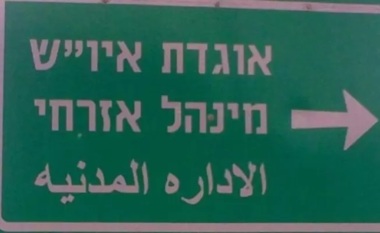 אוגדת איו״ש
מינהל אזרחי
الاداره المدنيه